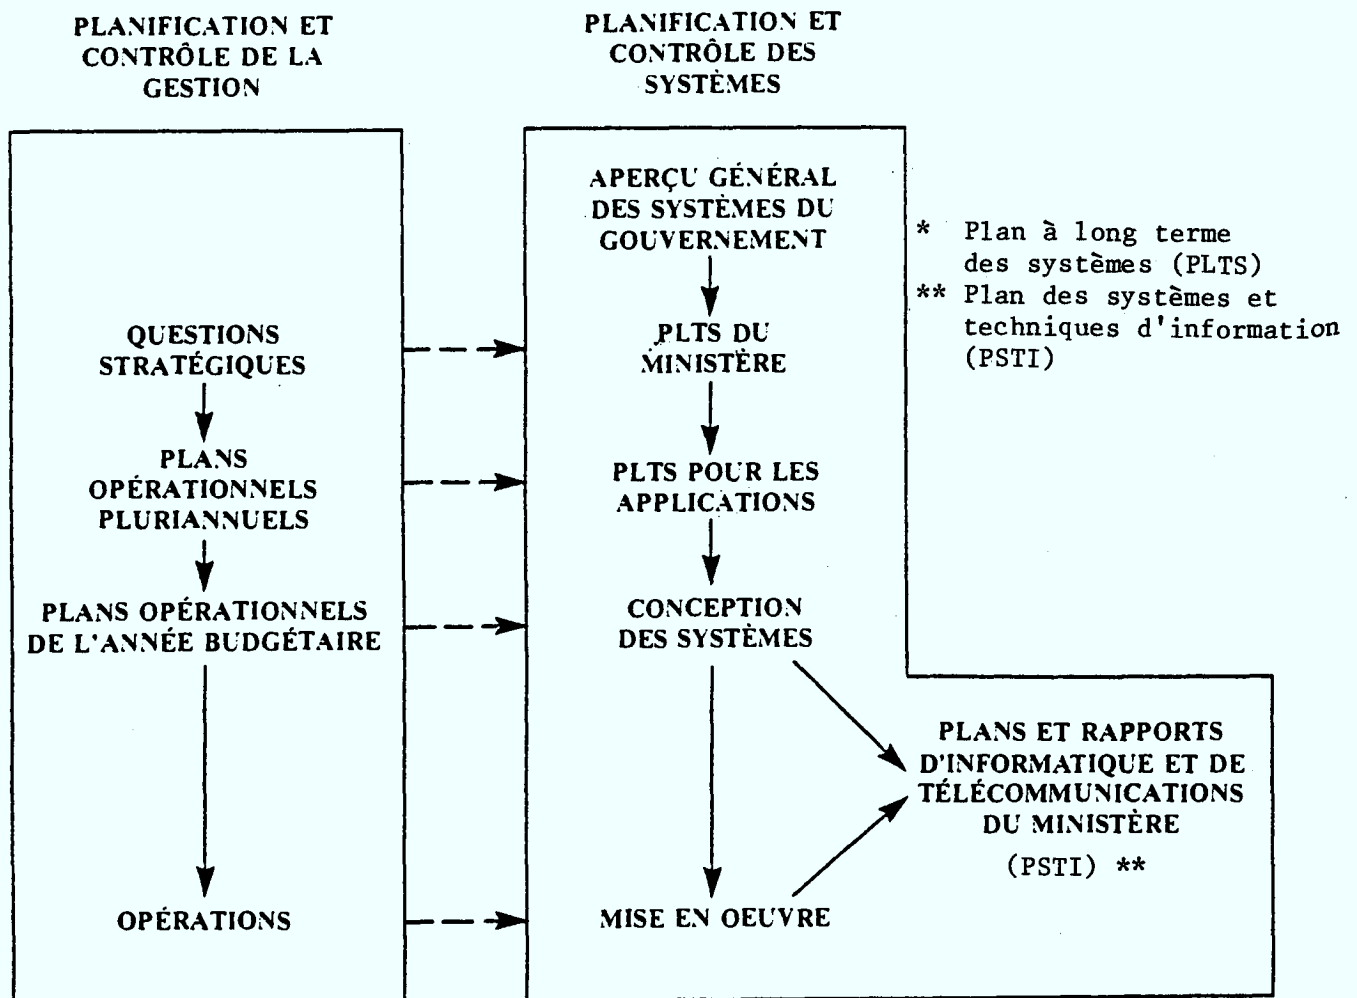 PLANIFICATION ET
CONTRÔLE DE LA
GESTION
PLANIFICATION ET
CONTRÔLE DES
SYSTÈMES
QUESTIONS
STRATÉGIQUES
PLANS
OPÉRATIONNELS
PLURIANNUELS
PLANS OPÉRATIONNELS
DE L'ANNÉE BUDGÉTAIRE
OPÉRATIONS
APERÇU GÉNÉRAL
DES SYSTÈMES DU
GOUVERNEMENT
PLTS DU
MINISTÈRE
PLTS POUR LES
APPLICATIONS
CONCEPTION
DES SYSTÈMES
MISE EN OEUVRE
PLANS ET RAPPORTS
D'INFORMATIQUE ET DE
TÉLÉCOMMUNICATIONS
DU MINISTÈRE
(PSTI) **
* Plan à long terme
des systèmes (PLTS)
** Plan des systèmes et
techniques d'information
(PSTI)